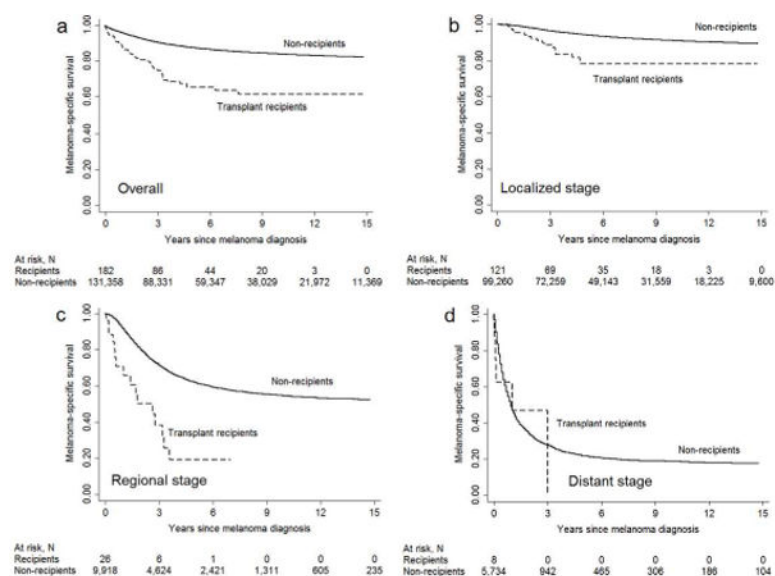 a
Melanoma-specific survival
0.00 0.20 0.40 0.60 0.80 1.00
Non-recipients
Transplant recipients
Overall
0 3 6 9 12 15
Years since melanoma diagnosis
At risk, N
Recipients 182 86 44 20 3 0
Non-recipients 131,358 88,331 59,347 38,029 21,972 11,369
b
Melanoma-specific survival
0.00 0.20 0.40 0.60 0.80 1.00
Non-recipients
Transplant recipients
Localized stage
0 3 6 9 12 15
Years since melanoma diagnosis
At risk, N
Recipients 121 69 35 18 3 0
Non-recipients 99,260 72,259 49,143 31,559 18,225 9,600
c
Melanoma-specific survival
0.00 0.20 0.40 0.60 0.80 1.00
Non-recipients
Transplant recipients
Regional stage
0 3 6 9 12 15
Years since melanoma diagnosis
At risk, N
Recipients 26 6 1 0 0 0
Non-recipients 9,918 4,624 2,421 1,311 605 235
d
Melanoma-specific survival
0.00 0.20 0.40 0.60 0.80 1.00
Transplant recipients
Non-recipients
Distant stage
0 3 6 9 12 15
Years since melanoma diagnosis
At risk, N
Recipients 8 0 0 0 0 0
Non-recipients 5,734 942 465 306 186 104